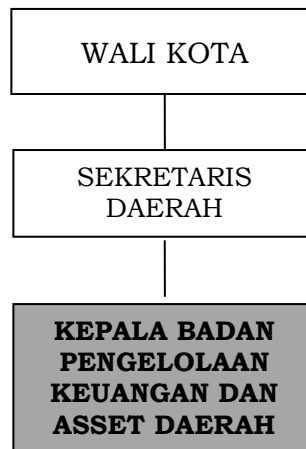 WALI KOTA
SEKRETARIS
DAERAH
KEPALA BADAN
PENGELOLAAN
KEUANGAN DAN
ASSET DAERAH